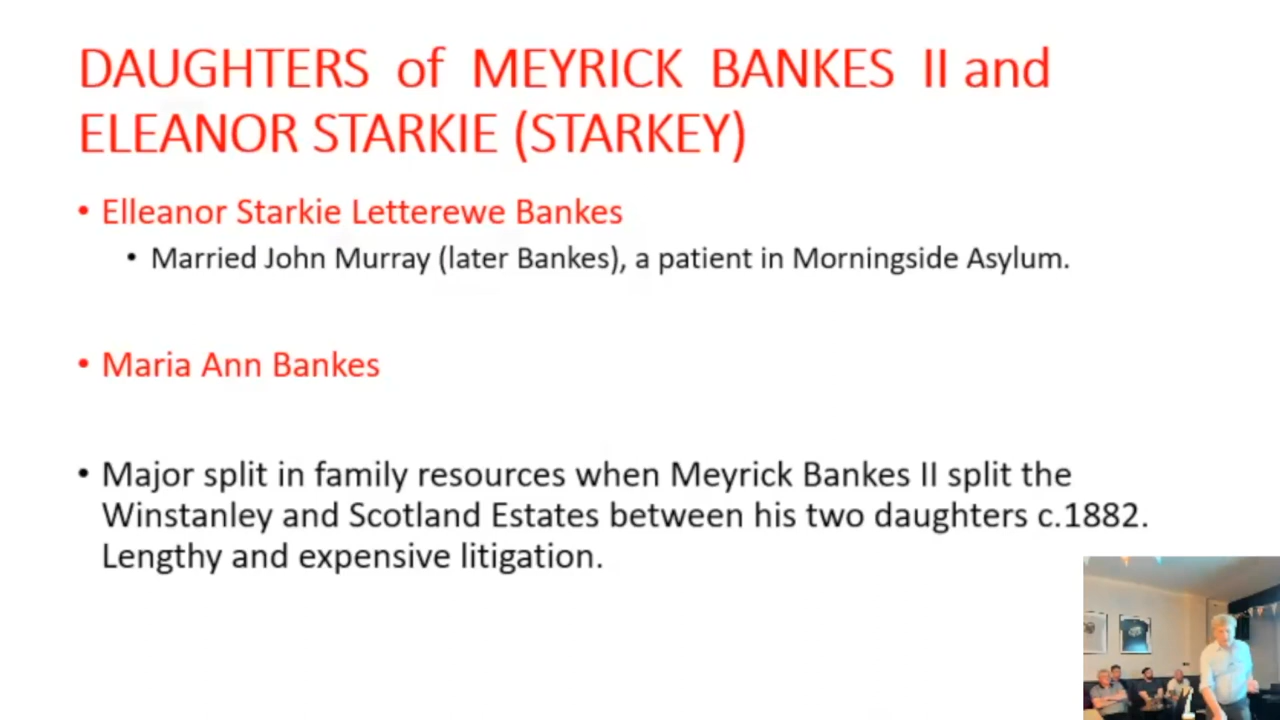 DAUGHTERS of MEYRICK BANKES II and
ELEANOR STARKIE (STARKEY)
• Elleanor Starkie Letterewe Bankes
• Married John Murray (later Bankes), a patient in Morningside Asylum.
• Maria Ann Bankes
• Major split in family resources when Meyrick Bankes II split the
Winstanley and Scotland Estates between his two daughters c.1882.
Lengthy and expensive litigation.